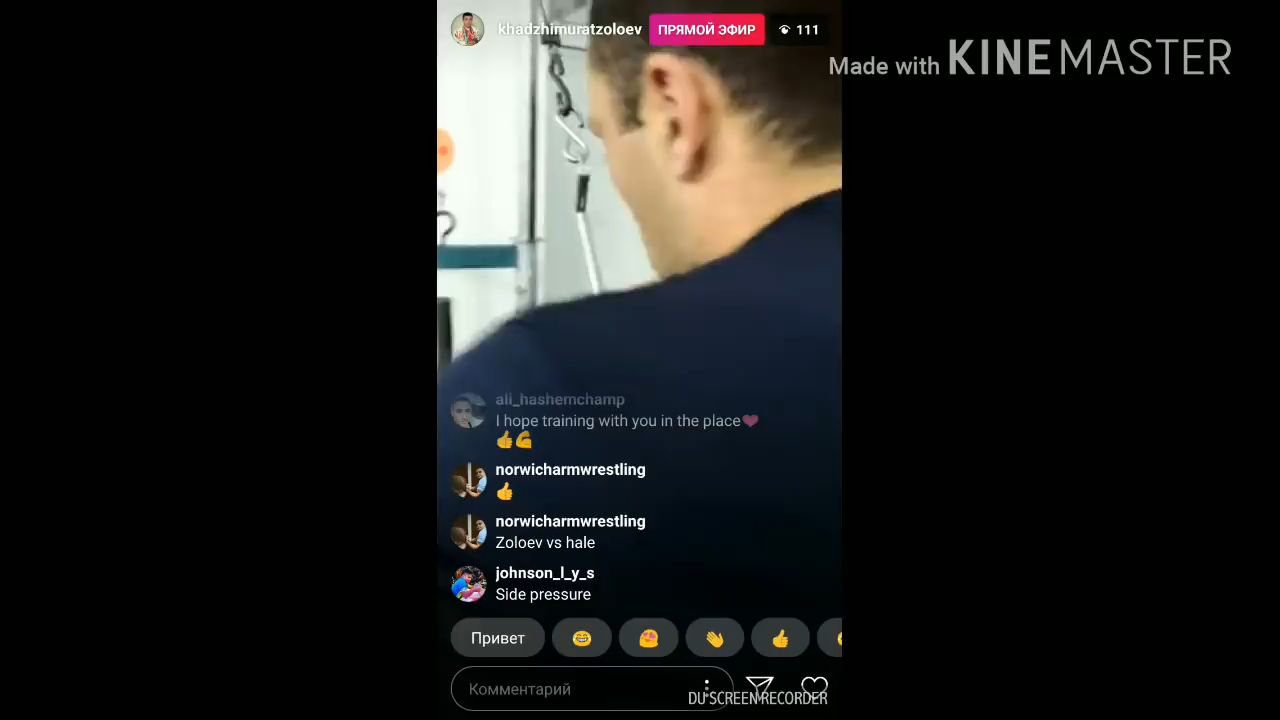 khadzhimuratzoloev ПРЯМОЙ ЭФИР 111
Made with KINEMASTER
ali_hashemchamp
I hope training with you in the place❤
👍💪
norwicharmwrestling
👍
norwicharmwrestling
Zoloev vs hale
johnson_l_y_s
Side pressure
Привет 😂 😍 👏 👍
Комментарий
DU SCREEN RECORDER